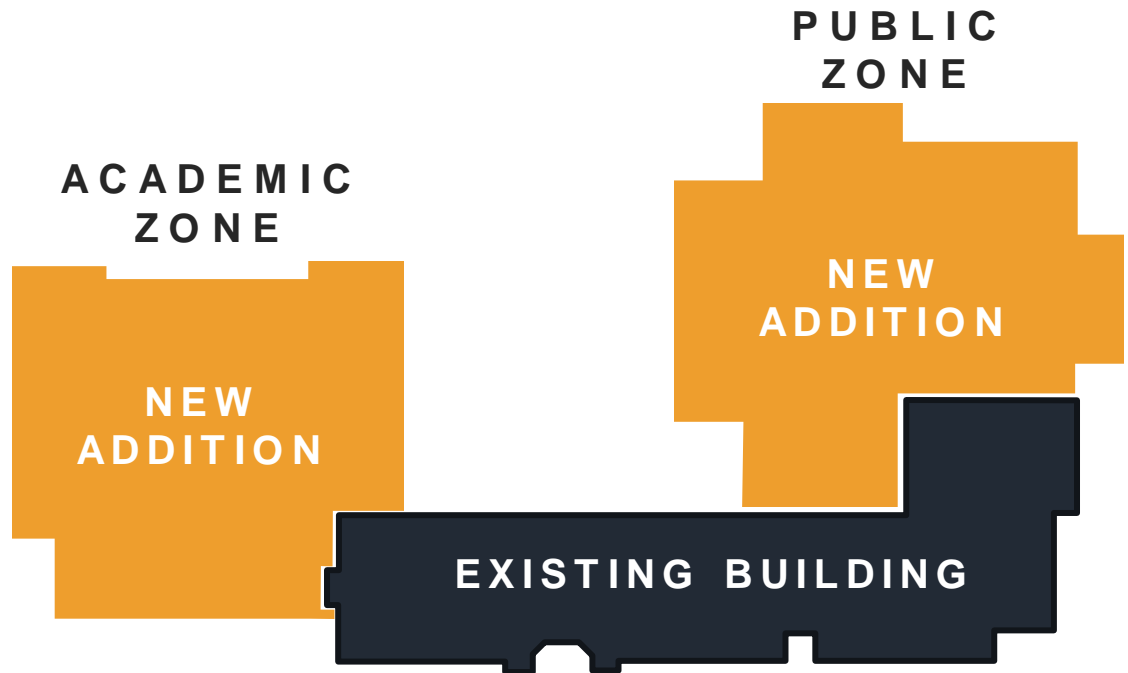 PUBLIC
ZONE
ACADEMIC
ZONE
NEW
ADDITION
NEW
ADDITION
EXISTING BUILDING